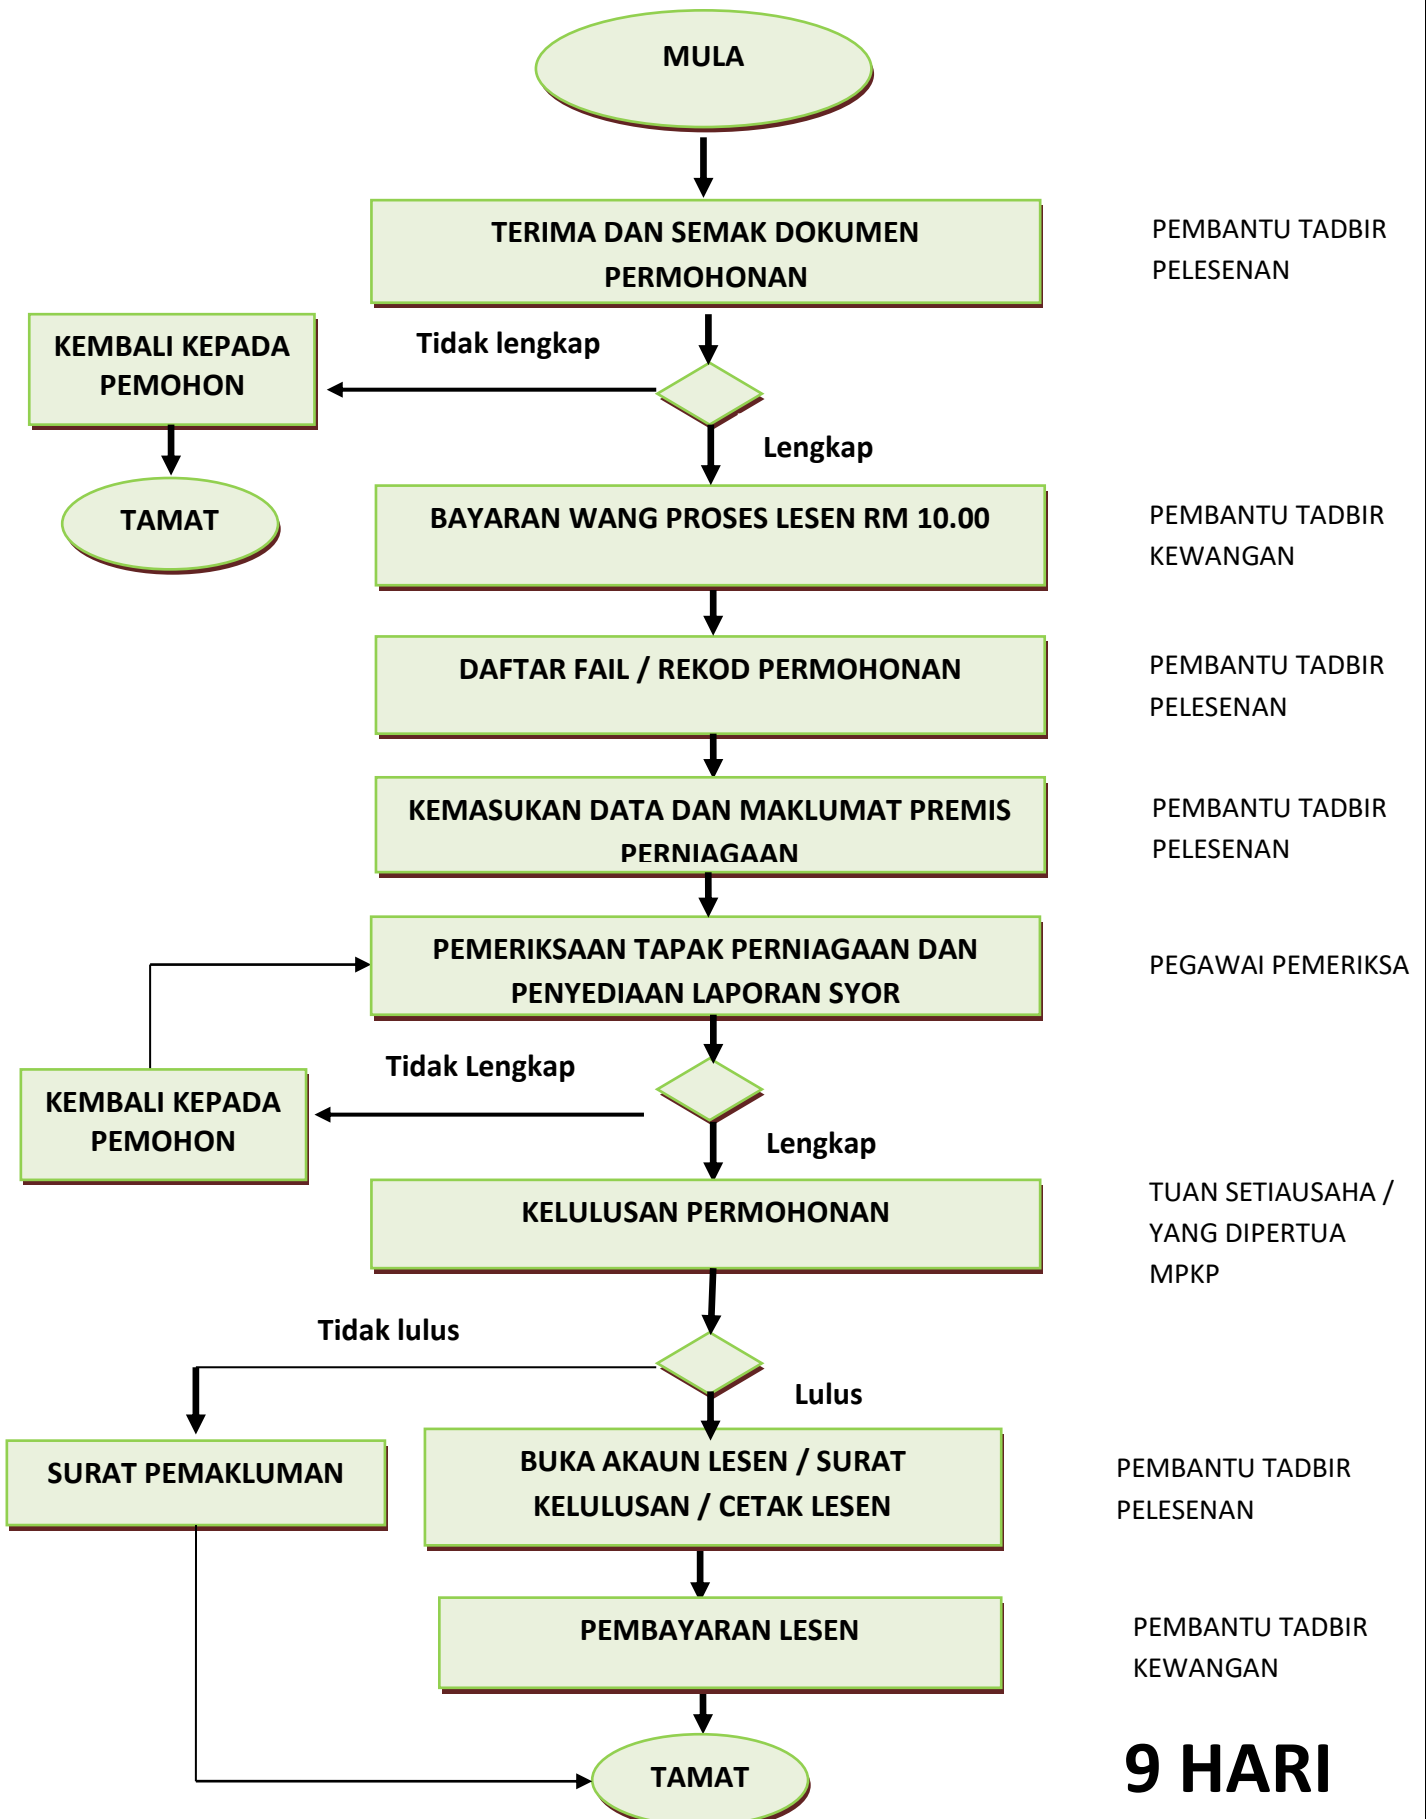 MULA
TERIMA DAN SEMAK DOKUMEN
PERMOHONAN
PEMBANTU TADBIR
PELESENAN
KEMBALI KEPADA
PEMOHON
Tidak lengkap
Lengkap
TAMAT
BAYARAN WANG PROSES LESEN RM 10.00
PEMBANTU TADBIR
KEWANGAN
DAFTAR FAIL / REKOD PERMOHONAN
PEMBANTU TADBIR
PELESENAN
KEMASUKAN DATA DAN MAKLUMAT PREMIS
PERNIAGAAN
PEMBANTU TADBIR
PELESENAN
PEMERIKSAAN TAPAK PERNIAGAAN DAN
PENYEDIAAN LAPORAN SYOR
PEGAWAI PEMERIKSA
Tidak Lengkap
KEMBALI KEPADA
PEMOHON
Lengkap
KELULUSAN PERMOHONAN
TUAN SETIAUSAHA /
YANG DIPERTUA
MPKP
Tidak lulus
Lulus
SURAT PEMAKLUMAN
BUKA AKAUN LESEN / SURAT
KELULUSAN / CETAK LESEN
PEMBANTU TADBIR
PELESENAN
PEMBAYARAN LESEN
PEMBANTU TADBIR
KEWANGAN
TAMAT
9 HARI